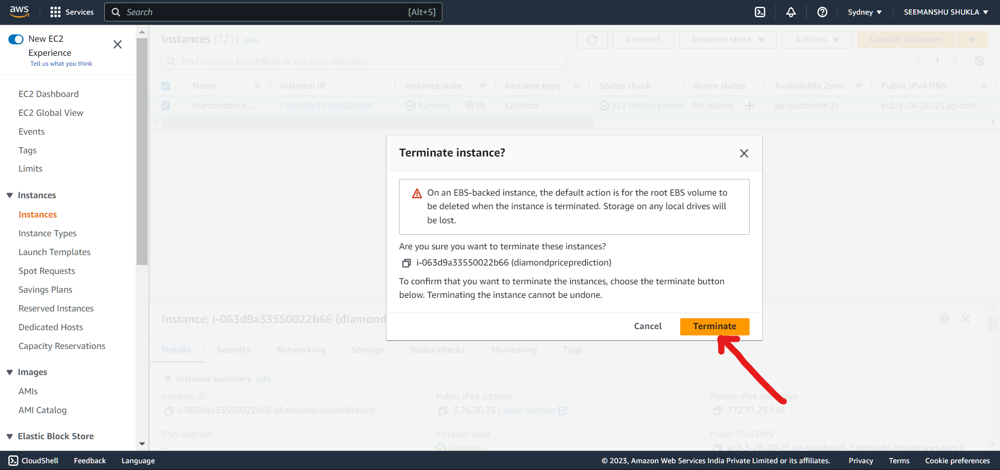 aws
Services
Search
[Alt+S]
Sydney
SEEMANSHU SHUKLA
New EC2
Experience
Tell us what you think
EC2 Dashboard
EC2 Global View
Events
Tags
Limits
Instances
Instances
Instance Types
Launch Templates
Spot Requests
Savings Plans
Reserved Instances
Dedicated Hosts
Capacity Reservations
Images
AMIs
AMI Catalog
Elastic Block Store
Instances (1/1) Info
Connect
Instance state
Actions
Launch instances
Find instance by attribute or tag (case-sensitive)
1
Name Instance ID Instance state Instance type Status check Alarm status Availability Zone Public IPv4 DNS
diamondprice... i-063d9a33550022b66 Running t2.micro 2/2 checks passed No alarms + ap-southeast-2c ec2-3-26-20-25.ap-sout...
Terminate instance?
On an EBS-backed instance, the default action is for the root EBS volume to
be deleted when the instance is terminated. Storage on any local drives will
be lost.
Are you sure you want to terminate these instances?
i-063d9a33550022b66 (diamondpriceprediction)
To confirm that you want to terminate the instances, choose the terminate button
below. Terminating the instance cannot be undone.
Cancel
Terminate
Instance: i-063d9a33550022b66 (diamond
Details Security Networking Storage Status checks Monitoring Tags
Instance summary Info
Instance ID
i-063d9a33550022b66 (diamondpriceprediction)
Public IPv4 address
3.26.20.25 | open address
Private IPv4 addresses
172.31.25.149
IPv6 address
–
Instance state
Running
Public IPv4 DNS
ec2-3-26-20-25.ap-southeast-2.compute.amazonaws.com |
CloudShell
Feedback
Language
© 2023, Amazon Web Services India Private Limited or its affiliates.
Privacy
Terms
Cookie preferences